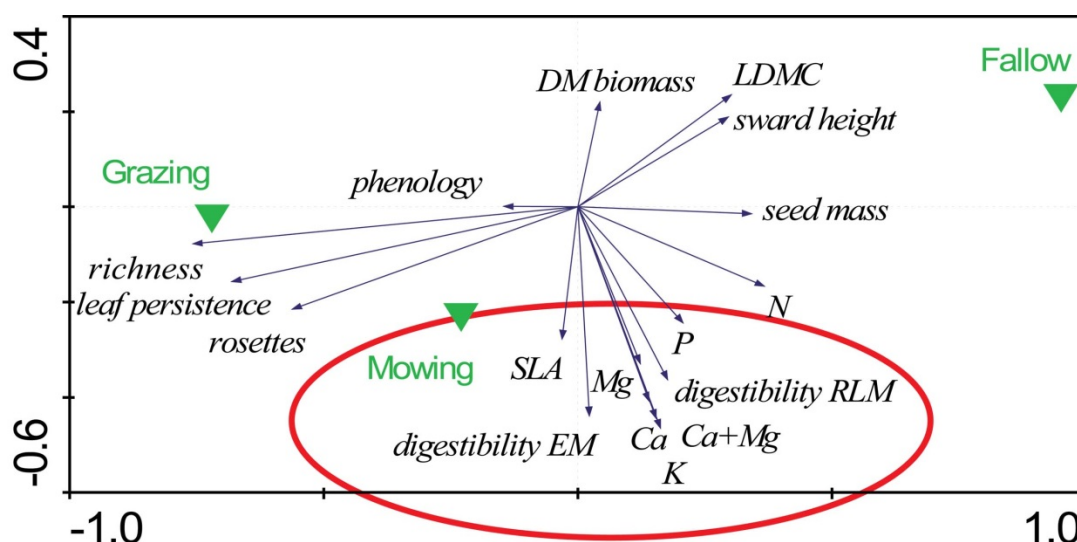 0.4
Fallow
DM biomass
LDMC
sward height
Grazing
phenology
seed mass
richness
leaf persistence
rosettes
N
P
Mowing
SLA
Mg
digestibility RLM
digestibility EM
Ca
Ca+Mg
K
-0.6
-1.0
1.0